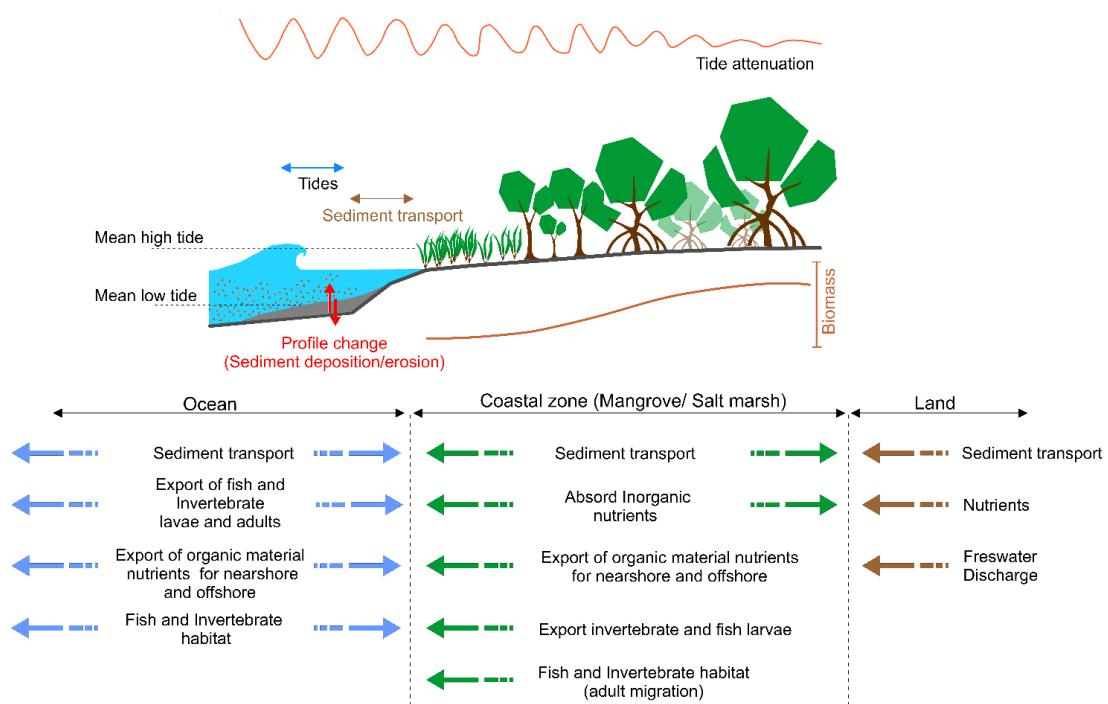 Tide attenuation
Tides
Sediment transport
Mean high tide
Mean low tide
Profile change
(Sediment deposition/erosion)
Biomass
Ocean
Coastal zone (Mangrove/ Salt marsh)
Land
Sediment transport
Export of fish and
Invertebrate
lavae and adults
Export of organic material
nutrients for nearshore
and offshore
Fish and Invertebrate
habitat
Sediment transport
Absord Inorganic
nutrients
Export of organic material nutrients
for nearshore and offshore
Export invertebrate and fish larvae
Fish and Invertebrate habitat
(adult migration)
Sediment transport
Nutrients
Freswater
Discharge